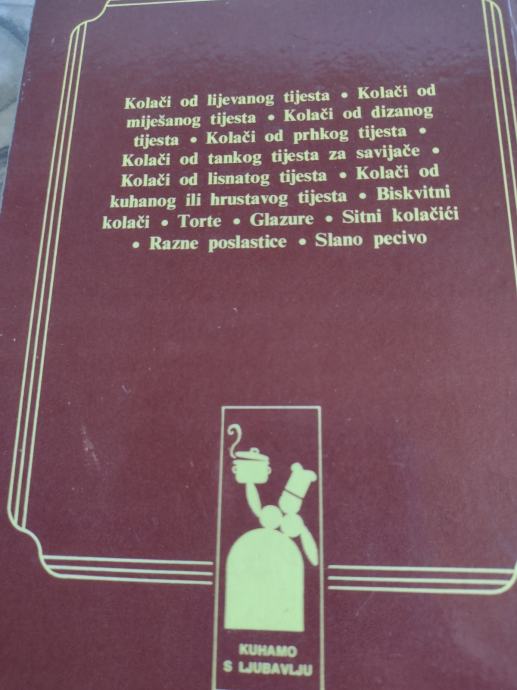 Kolači od lijevanog tijesta • Kolači od
miješanog tijesta • Kolači od dizanog
tijesta • Kolači od prhkog tijesta •
Kolači od tankog tijesta za savijače •
Kolači od lisnatog tijesta • Kolači od
kuhanog ili hrustavog tijesta • Biskvitni
kolači • Torte • Glazure • Sitni kolačići
• Razne poslastice • Slano pecivo
KUHAMO
S LJUBAVLJU